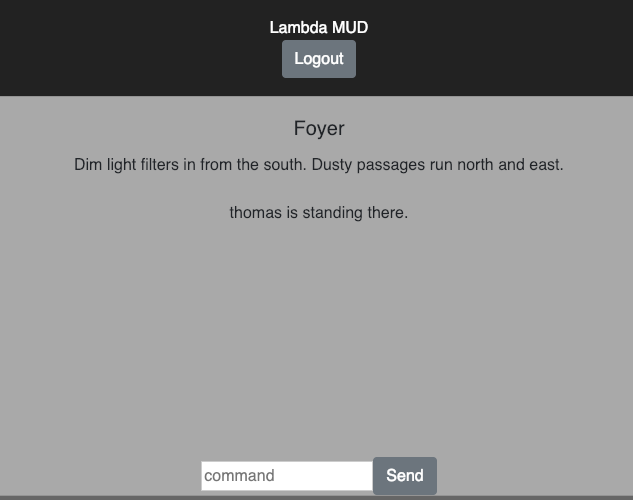 Lambda MUD
Logout
Foyer
Dim light filters in from the south. Dusty passages run north and east.
thomas is standing there.
command
Send